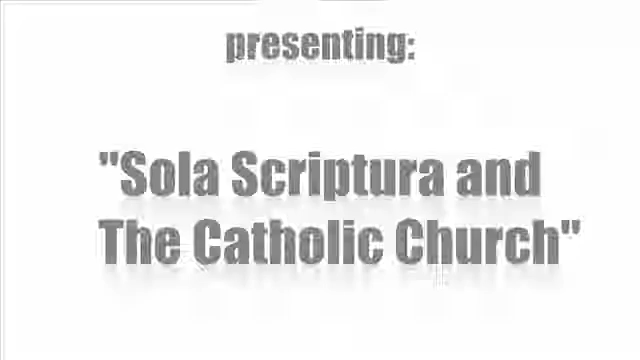 presenting:
"Sola Scriptura and
The Catholic Church"